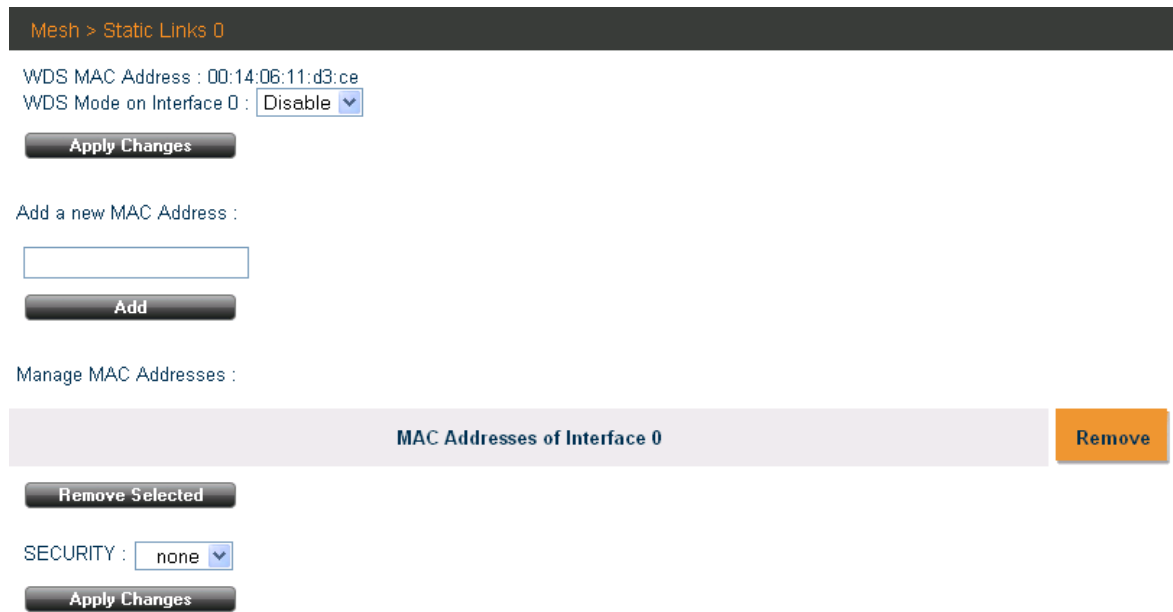 Mesh > Static Links 0
WDS MAC Address : 00:14:06:11:d3:ce
WDS Mode on Interface 0 : Disable
Apply Changes
Add a new MAC Address :
Add
Manage MAC Addresses :
MAC Addresses of Interface 0 Remove
Remove Selected
SECURITY : none
Apply Changes